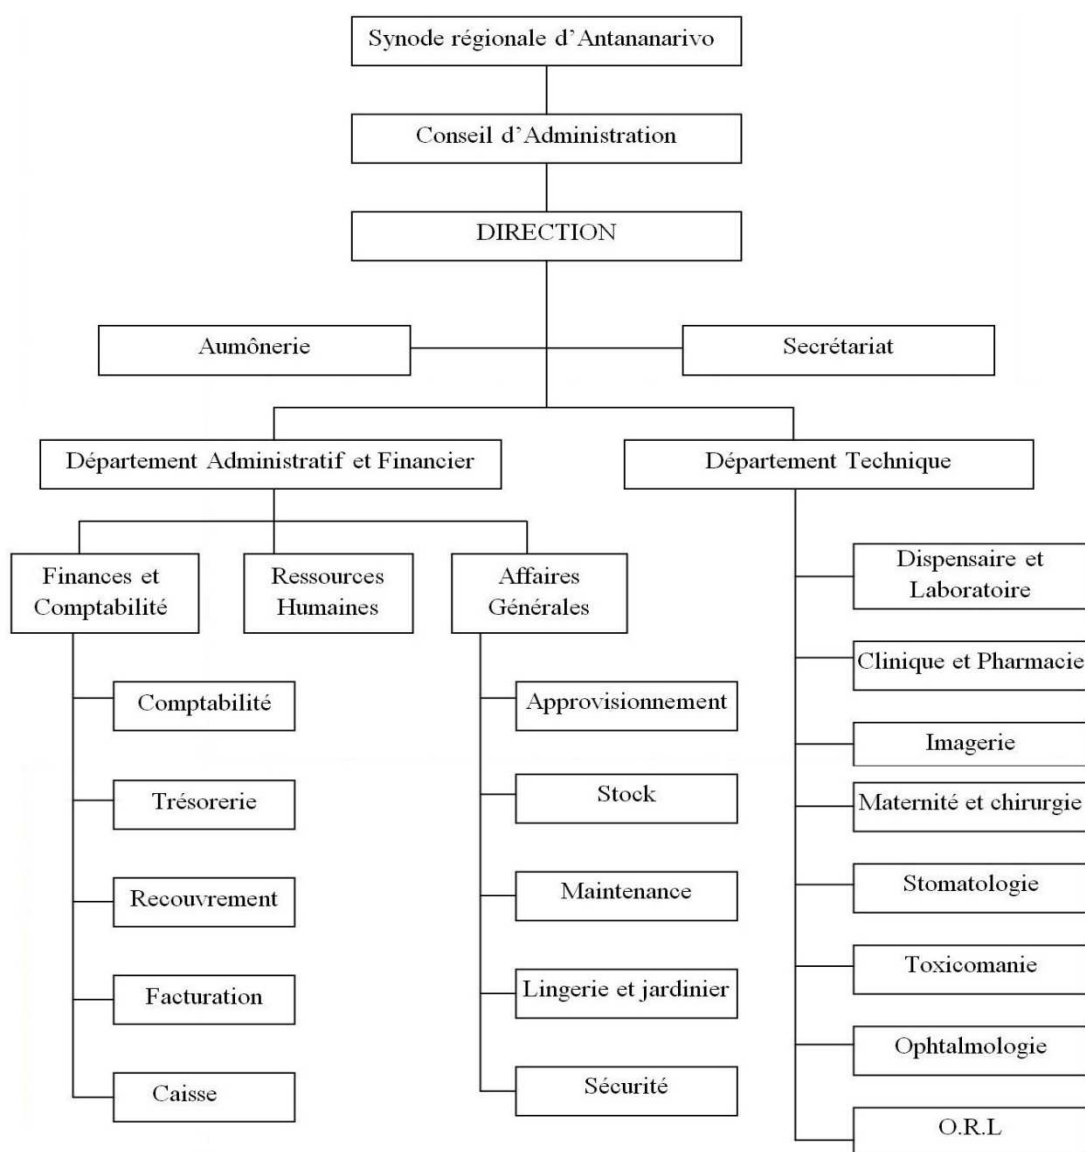 Synode régionale d’Antananarivo
Conseil d’Administration
DIRECTION
Aumônerie
Secrétariat
Département Administratif et Financier
Département Technique
Finances et
Comptabilité
Ressources
Humaines
Affaires
Générales
Comptabilité
Trésorerie
Recouvrement
Facturation
Caisse
Approvisionnement
Stock
Maintenance
Lingerie et jardinier
Sécurité
Dispensaire et
Laboratoire
Clinique et Pharmacie
Imagerie
Maternité et chirurgie
Stomatologie
Toxicomanie
Ophtalmologie
O.R.L